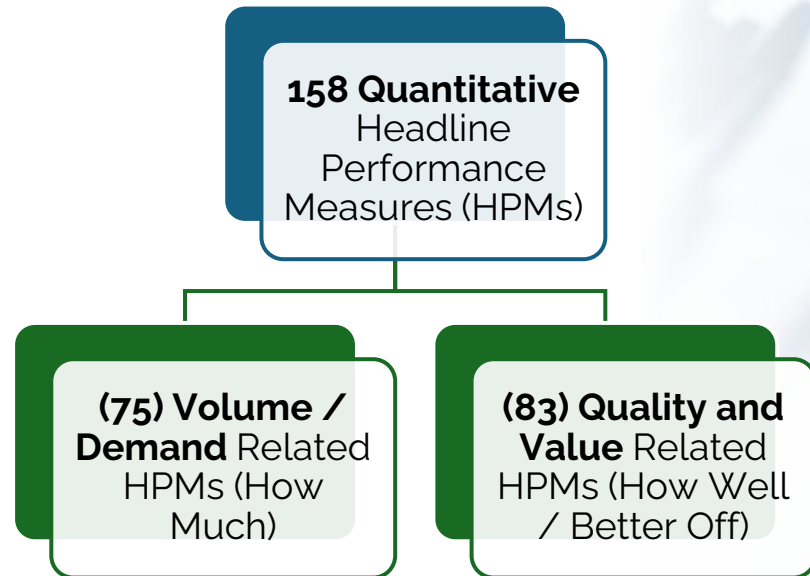 158 Quantitative
Headline
Performance
Measures (HPMs)
(75) Volume /
Demand Related
HPMs (How
Much)
(83) Quality and
Value Related
HPMs (How Well
/ Better Off)